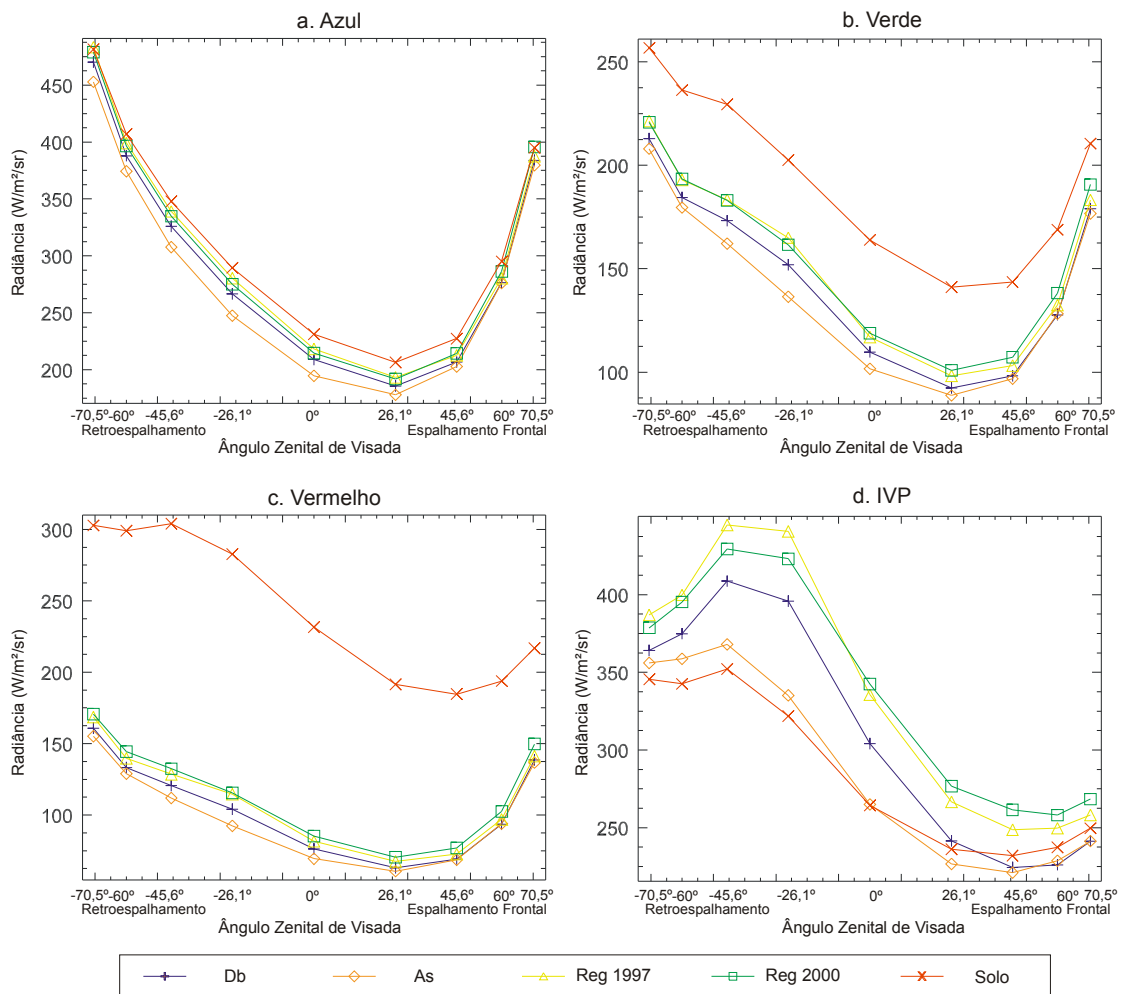 a. Azul
Radiância (W/m²/sr)
450
400
350
300
250
200
-70,5º -60º -45,6º -26,1º 0º 26,1º 45,6º 60º 70,5º
Retroespalhamento Espalhamento Frontal
Ângulo Zenital de Visada
b. Verde
Radiância (W/m²/sr)
250
200
150
100
-70,5º -60º -45,6º -26,1º 0º 26,1º 45,6º 60º 70,5º
Retroespalhamento Espalhamento Frontal
Ângulo Zenital de Visada
c. Vermelho
Radiância (W/m²/sr)
300
250
200
150
100
-70,5º -60º -45,6º -26,1º 0º 26,1º 45,6º 60º 70,5º
Retroespalhamento Espalhamento Frontal
Ângulo Zenital de Visada
d. IVP
Radiância (W/m²/sr)
400
350
300
250
-70,5º -60º -45,6º -26,1º 0º 26,1º 45,6º 60º 70,5º
Retroespalhamento Espalhamento Frontal
Ângulo Zenital de Visada
Db As Reg 1997 Reg 2000 Solo